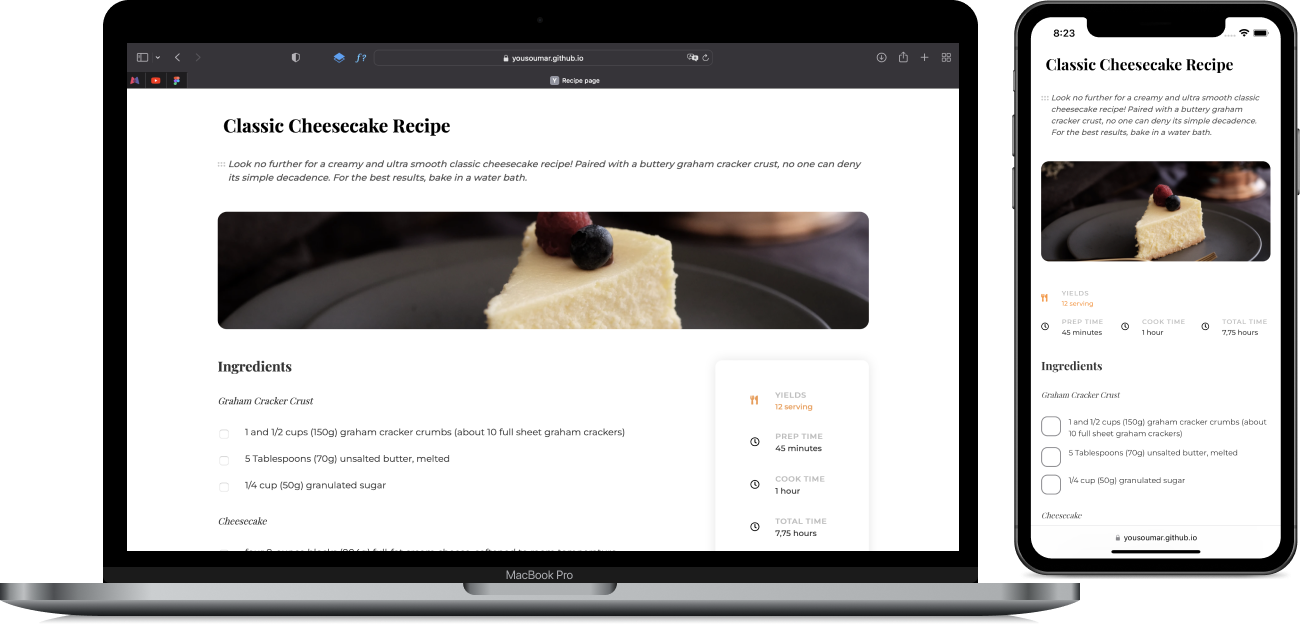 yousoumar.github.io
Y Recipe page
Classic Cheesecake Recipe
Look no further for a creamy and ultra smooth classic cheesecake recipe! Paired with a buttery graham cracker crust, no one can deny
its simple decadence. For the best results, bake in a water bath.
Ingredients
Graham Cracker Crust
1 and 1/2 cups (150g) graham cracker crumbs (about 10 full sheet graham crackers)
5 Tablespoons (70g) unsalted butter, melted
1/4 cup (50g) granulated sugar
Cheesecake
YIELDS
12 serving
PREP TIME
45 minutes
COOK TIME
1 hour
TOTAL TIME
7,75 hours
MacBook Pro
8:23
Classic Cheesecake Recipe
Look no further for a creamy and ultra smooth classic
cheesecake recipe! Paired with a buttery graham
cracker crust, no one can deny its simple decadence.
For the best results, bake in a water bath.
YIELDS
12 serving
PREP TIME
45 minutes
COOK TIME
1 hour
TOTAL TIME
7,75 hours
Ingredients
Graham Cracker Crust
1 and 1/2 cups (150g) graham cracker crumbs (about
10 full sheet graham crackers)
5 Tablespoons (70g) unsalted butter, melted
1/4 cup (50g) granulated sugar
Cheesecake
yousoumar.github.io